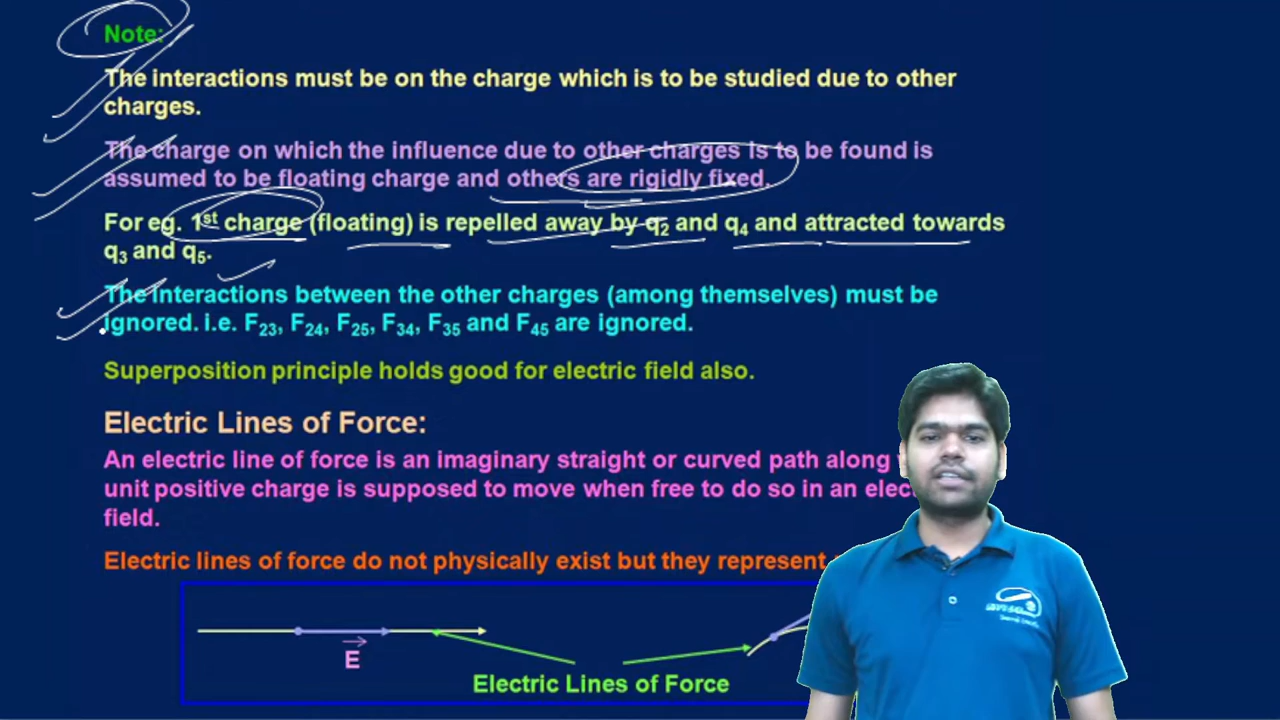 Note:
The interactions must be on the charge which is to be studied due to other
charges.
The charge on which the influence due to other charges is to be found is
assumed to be floating charge and others are rigidly fixed.
For eg. 1st charge (floating) is repelled away by q2 and q4 and attracted towards
q3 and q5.
The interactions between the other charges (among themselves) must be
ignored. i.e. F23, F24, F25, F34, F35 and F45 are ignored.
Superposition principle holds good for electric field also.
Electric Lines of Force:
An electric line of force is an imaginary straight or curved path along
unit positive charge is supposed to move when free to do so in an
field.
Electric lines of force do not physically exist but they represent
E
Electric Lines of Force